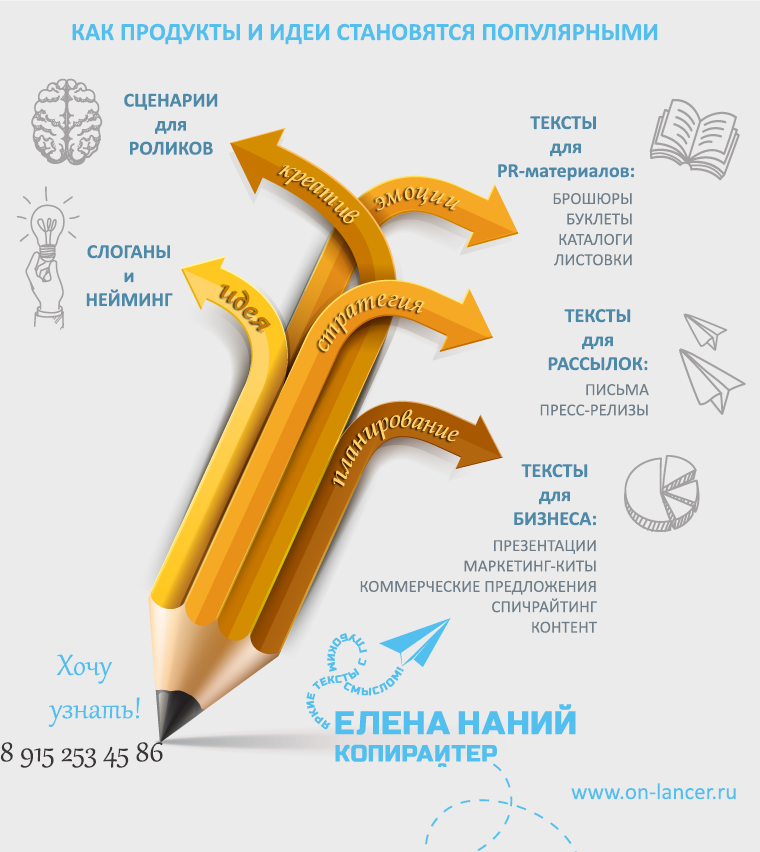 КАК ПРОДУКТЫ И ИДЕИ СТАНОВЯТСЯ ПОПУЛЯРНЫМИ
СЦЕНАРИИ
для
РОЛИКОВ
СЛОГАНЫ
и
НЕЙМИНГ
креатив
эмоции
идея
стратегия
планирование
ТЕКСТЫ
для
PR-материалов:
БРОШЮРЫ
БУКЛЕТЫ
КАТАЛОГИ
ЛИСТОВКИ
ТЕКСТЫ
для
РАССЫЛОК:
ПИСЬМА
ПРЕСС-РЕЛИЗЫ
ТЕКСТЫ
для
БИЗНЕСА:
ПРЕЗЕНТАЦИИ
МАРКЕТИНГ-КИТЫ
КОММЕРЧЕСКИЕ ПРЕДЛОЖЕНИЯ
СПИЧРАЙТИНГ
КОНТЕНТ
Хочу
узнать!
8 915 253 45 86
ЯРКИЕ ТЕКСТЫ С ГЛУБОКИМ СМЫСЛОМ!
ЕЛЕНА НАНИЙ
КОПИРАЙТЕР
www.on-lancer.ru